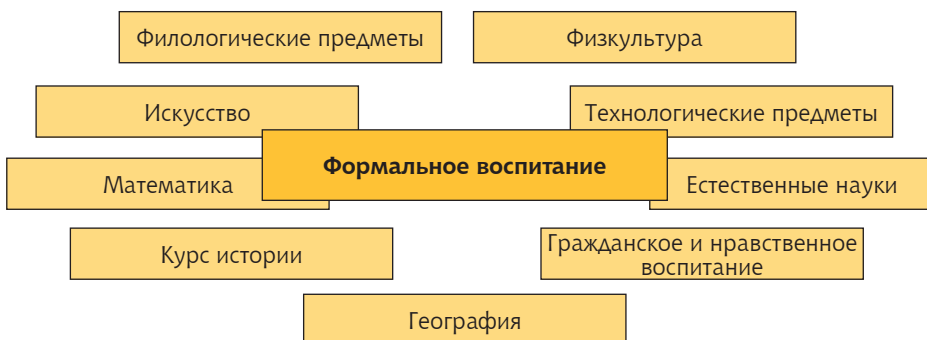 Филологические предметы
Физкультура
Искусство
Технологические предметы
Формальное воспитание
Математика
Естественные науки
Курс истории
Гражданское и нравственное
воспитание
География